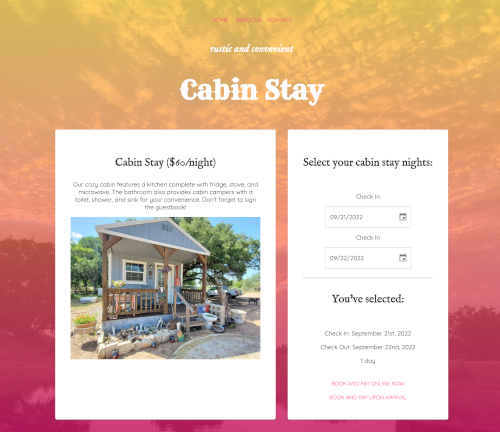 HOME ABOUT US CONTACT
rustic and convenient
Cabin Stay
Cabin Stay ($60/night)
Our cozy cabin features a kitchen complete with fridge, stove, and
microwave. The bathroom also provides cabin campers with a
toilet, shower, and sink for your convenience. Don't forget to sign
the guestbook!
Select your cabin stay nights:
Check In
09/21/2022
Check In
09/22/2022
You've selected:
Check In: September 21st, 2022
Check Out: September 22nd, 2022
1 day
BOOK AND PAY ONLINE NOW
BOOK AND PAY UPON ARRIVAL